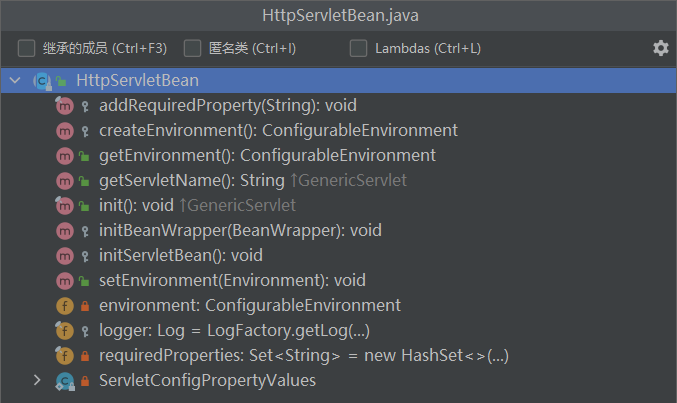 HttpServletBean.java
继承的成员 (Ctrl+F3) 匿名类 (Ctrl+I) Lambdas (Ctrl+L)
HttpServletBean
addRequiredProperty(String): void
createEnvironment(): ConfigurableEnvironment
getEnvironment(): ConfigurableEnvironment
getServletName(): String ↑GenericServlet
init(): void ↑GenericServlet
initBeanWrapper(BeanWrapper): void
initServletBean(): void
setEnvironment(Environment): void
environment: ConfigurableEnvironment
logger: Log = LogFactory.getLog(...)
requiredProperties: Set<String> = new HashSet<>(...)
ServletConfigPropertyValues